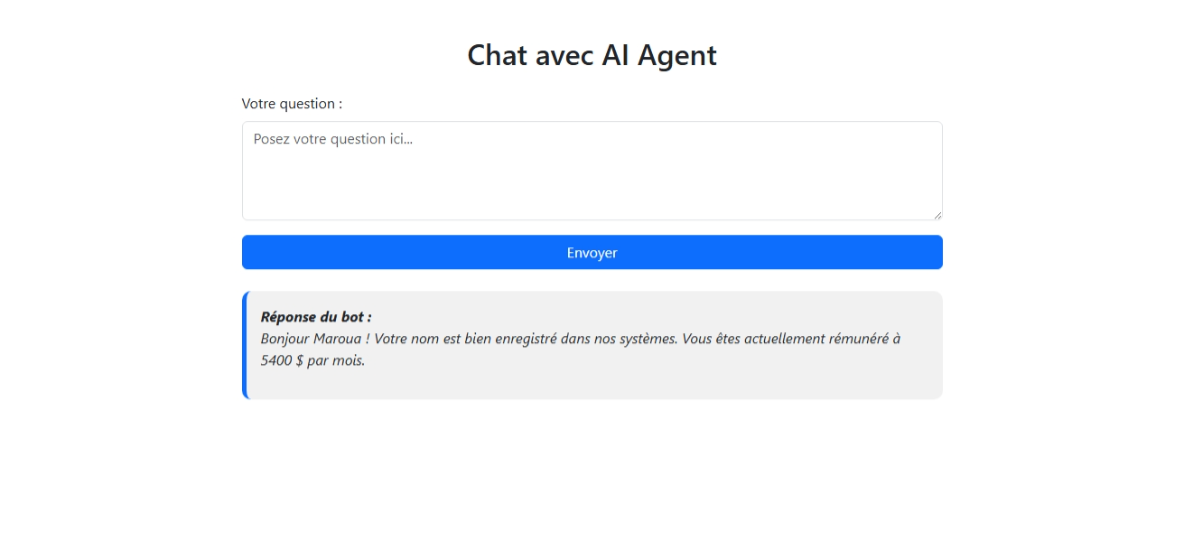 Chat avec AI Agent
Votre question :
Posez votre question ici...
Envoyer
Réponse du bot :
Bonjour Maroua ! Votre nom est bien enregistré dans nos systèmes. Vous êtes actuellement rémunéré à
5400 $ par mois.